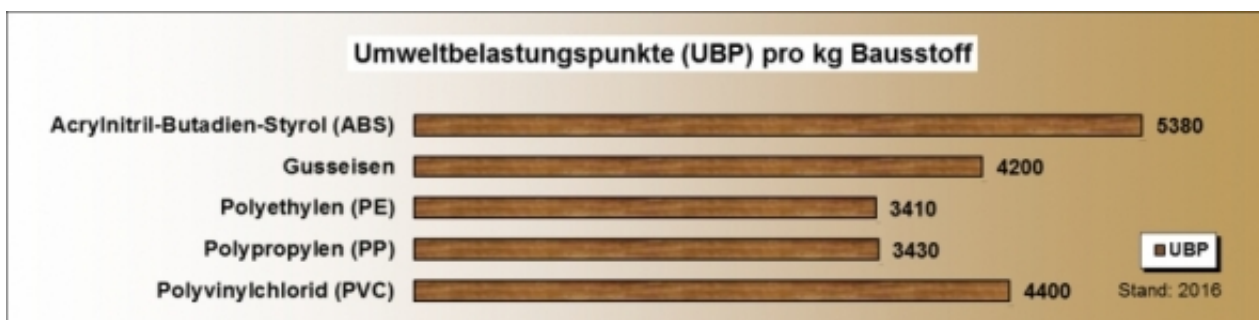 Umweltbelastungspunkte (UBP) pro kg Bausstoff
Acrylnitril-Butadien-Styrol (ABS) 5380
Gusseisen 4200
Polyethylen (PE) 3410
Polypropylen (PP) 3430
UBP
Polyvinylchlorid (PVC) 4400
Stand: 2016